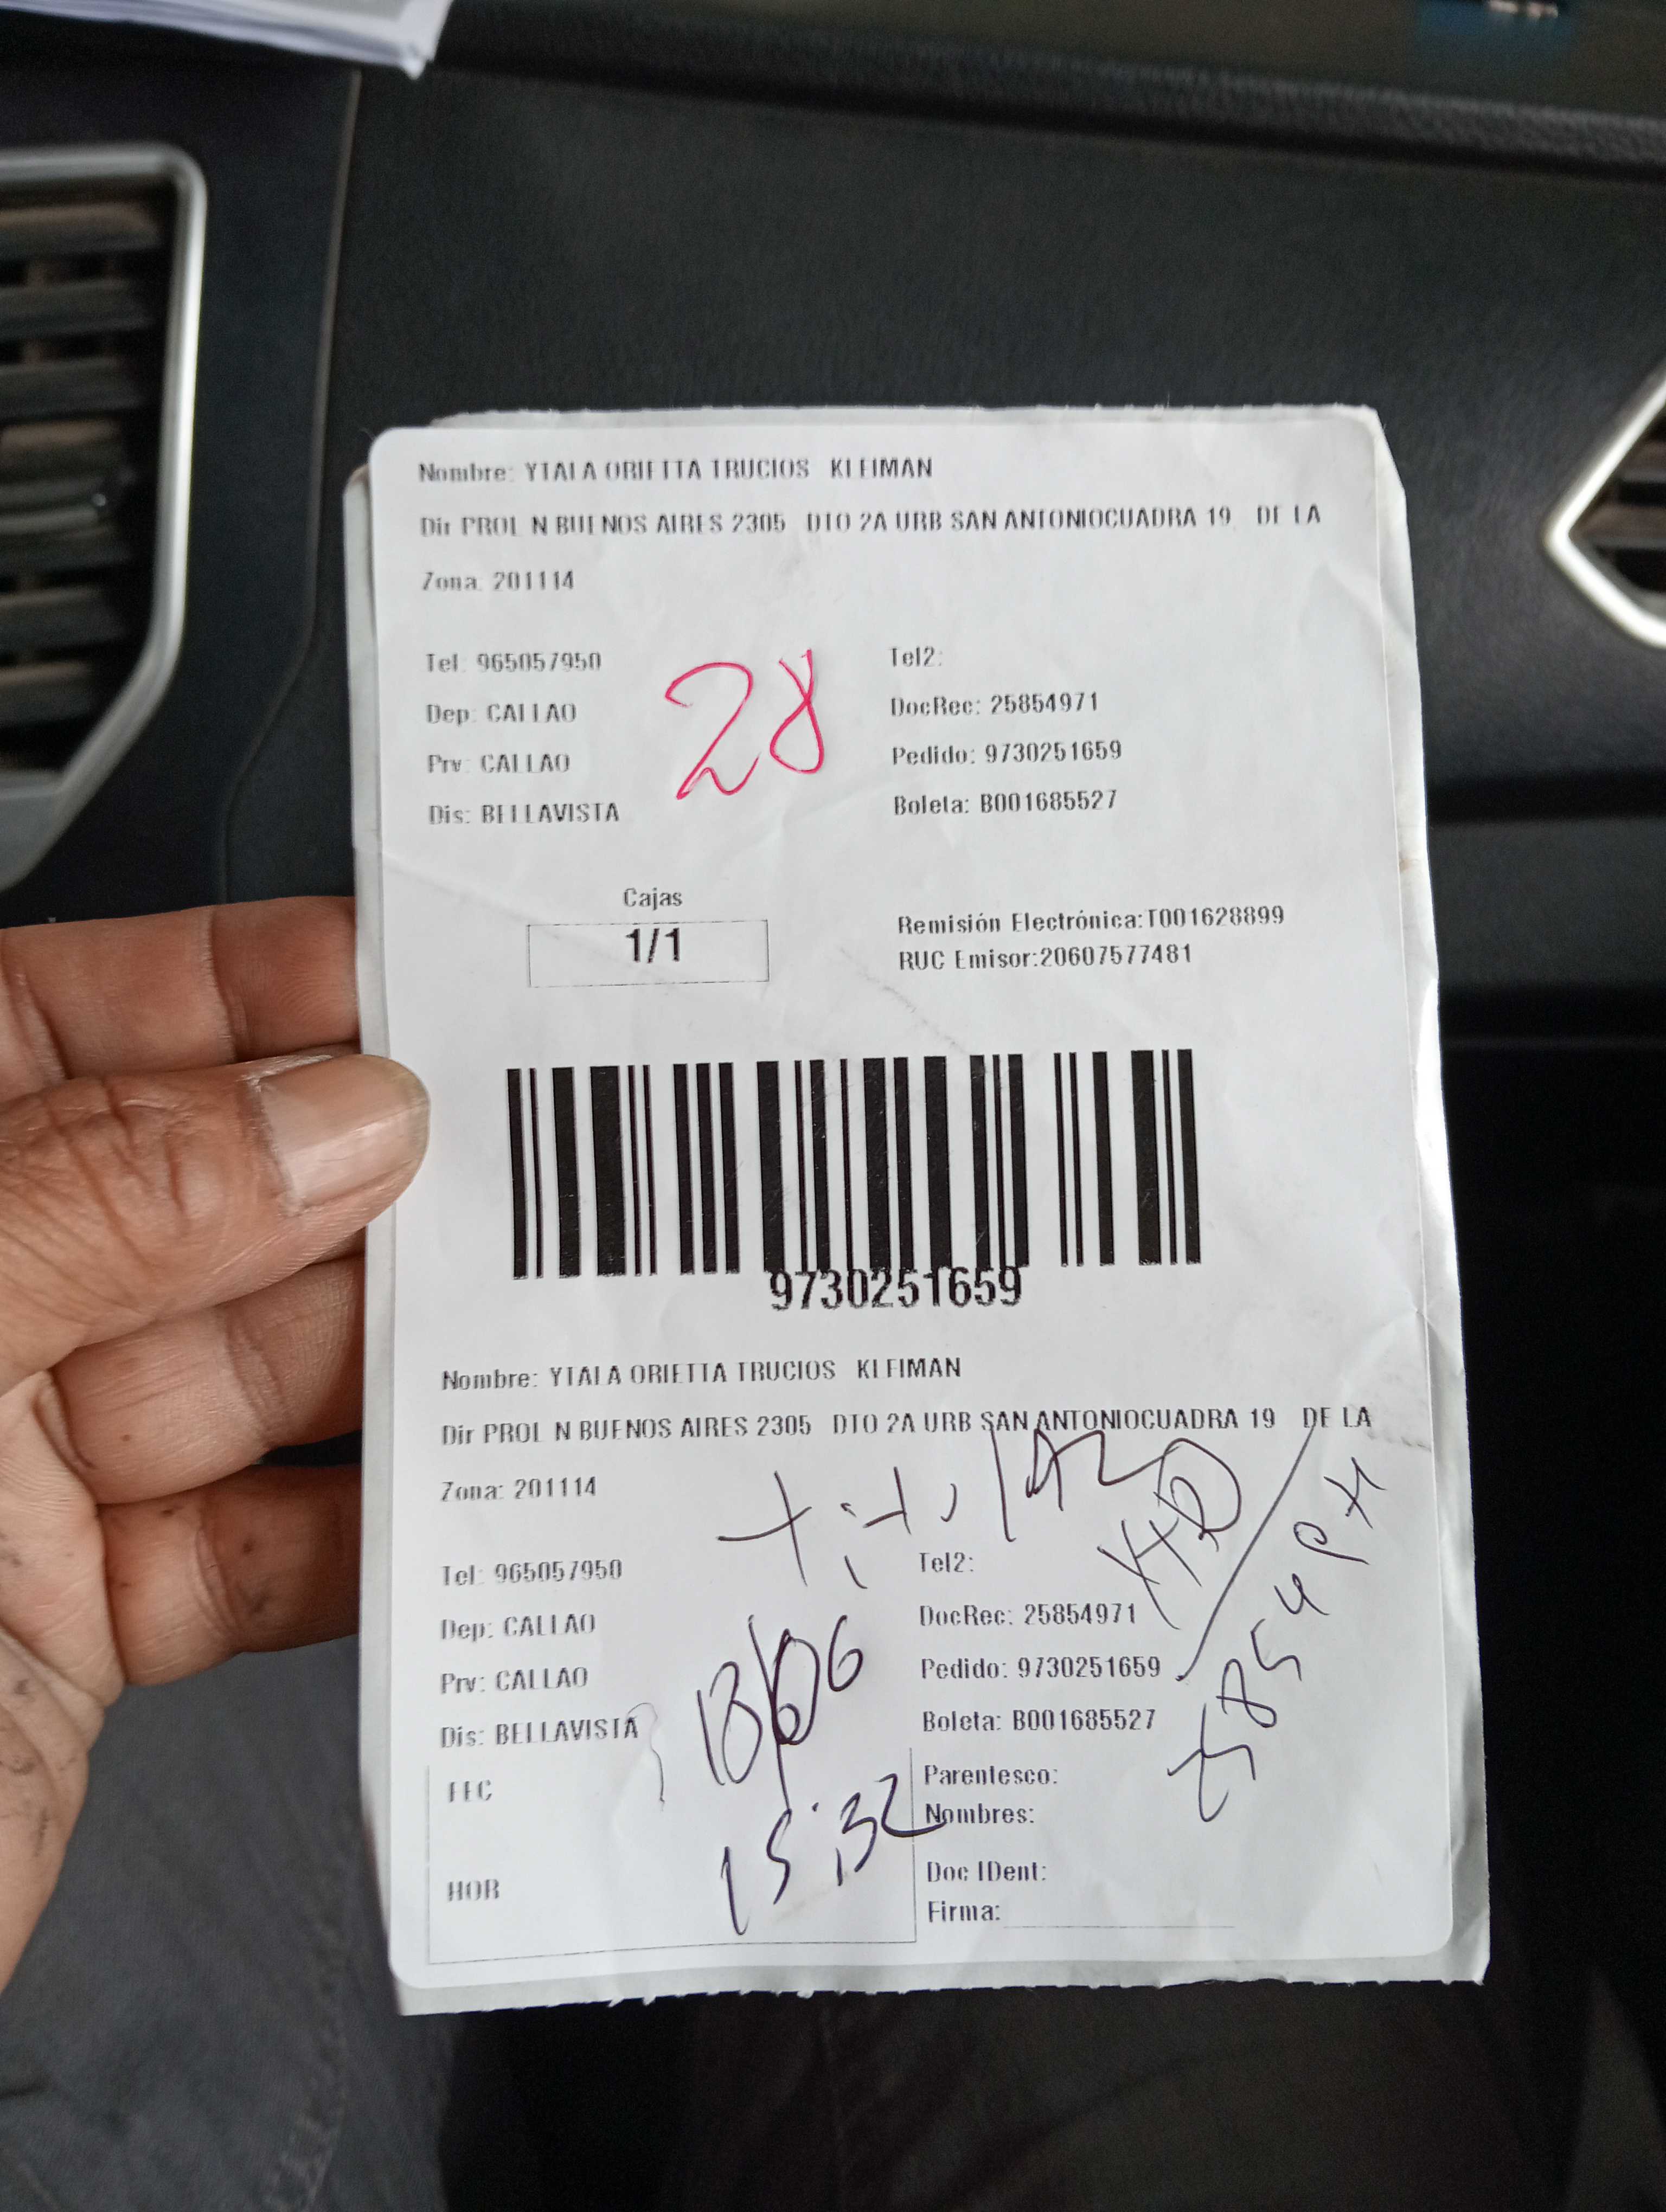 Nombre: YTALA ORIETTA TRUCIOS KLEIMAN
Dir PROL N BUENOS AIRES 2305 DTO 2A URB SAN ANTONIOCUADRA 19 DE LA
Zona: 201114
Tel: 965057950 Tel2:
28
Dep: CALLAO DocRec: 25854971
Prv: CALLAO Pedido: 9730251659
Dis: BELLAVISTA Boleta: B001685527
Cajas
1/1
Remisión Electrónica:T001628899
RUC Emisor:20607577481
9730251659
Nombre: YTALA ORIETTA TRUCIOS KLEIMAN
Dir PROL N BUENOS AIRES 2305 DTO 2A URB SAN ANTONIOCUADRA 19 DE LA
Zona: 201114
Tel: 965057950 Tel2:
Dep: CALLAO DocRec: 25854971
Prv: CALLAO Pedido: 9730251659
Dis: BELLAVISTA Boleta: B001685527
FEC
HOR 15:32
Parentesco:
Nombres:
Doc IDent:
Firma: